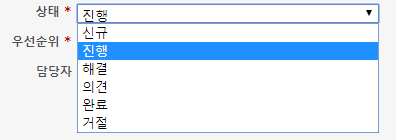 상태 * 진행
신규
우선순위 * 진행
담당자 해결
의견
완료
거절